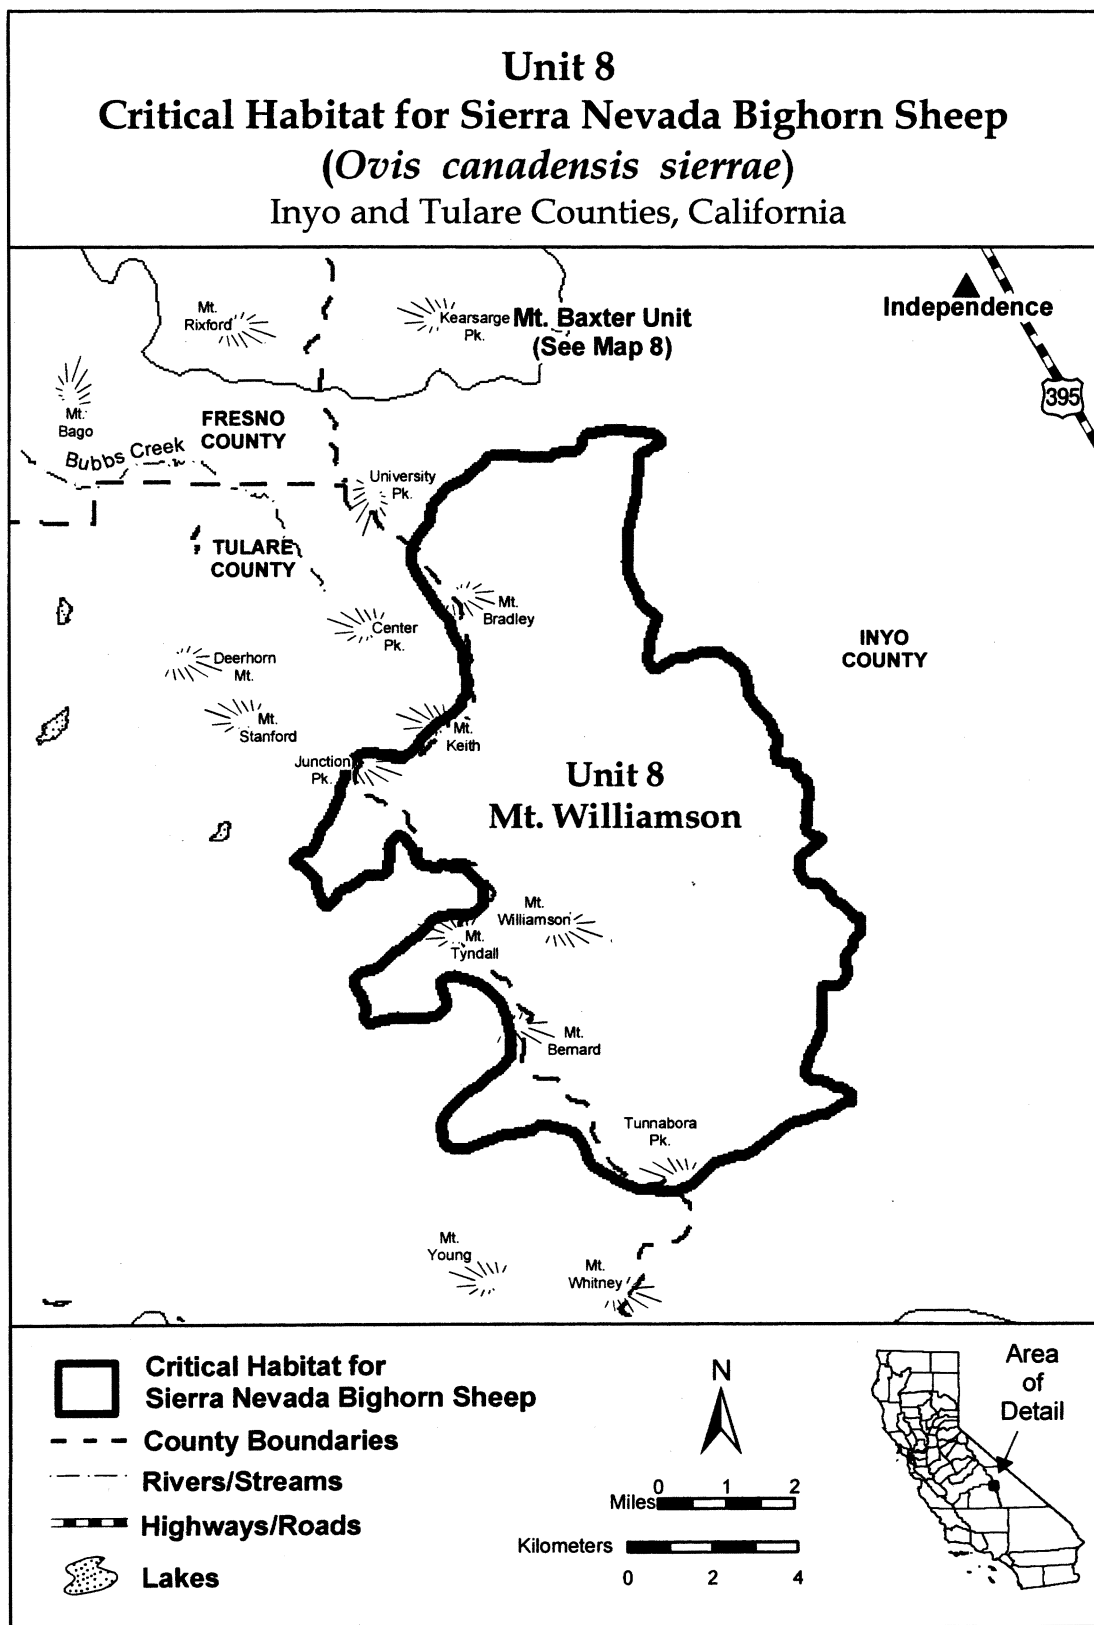 Unit 8
Critical Habitat for Sierra Nevada Bighorn Sheep
(Ovis canadensis sierrae)
Inyo and Tulare Counties, California
Mt.
Rixford
Kearsarge
Pk.
Mt. Baxter Unit
(See Map 8)
Independence
395
Mt.
Bago
FRESNO
COUNTY
Bubbs Creek
University
Pk.
TULARE
COUNTY
Mt.
Bradley
Center
Pk.
INYO
COUNTY
Deerhorn
Mt.
Mt.
Stanford
Mt.
Keith
Junction
Pk.
Unit 8
Mt. Williamson
Mt.
Williamson
Mt.
Tyndall
Mt.
Bernard
Tunnabora
Pk.
Mt.
Young
Mt.
Whitney
Critical Habitat for
Sierra Nevada Bighorn Sheep
County Boundaries
Rivers/Streams
Highways/Roads
Lakes
N
0 1 2
Miles
Kilometers
0 2 4
Area
of
Detail